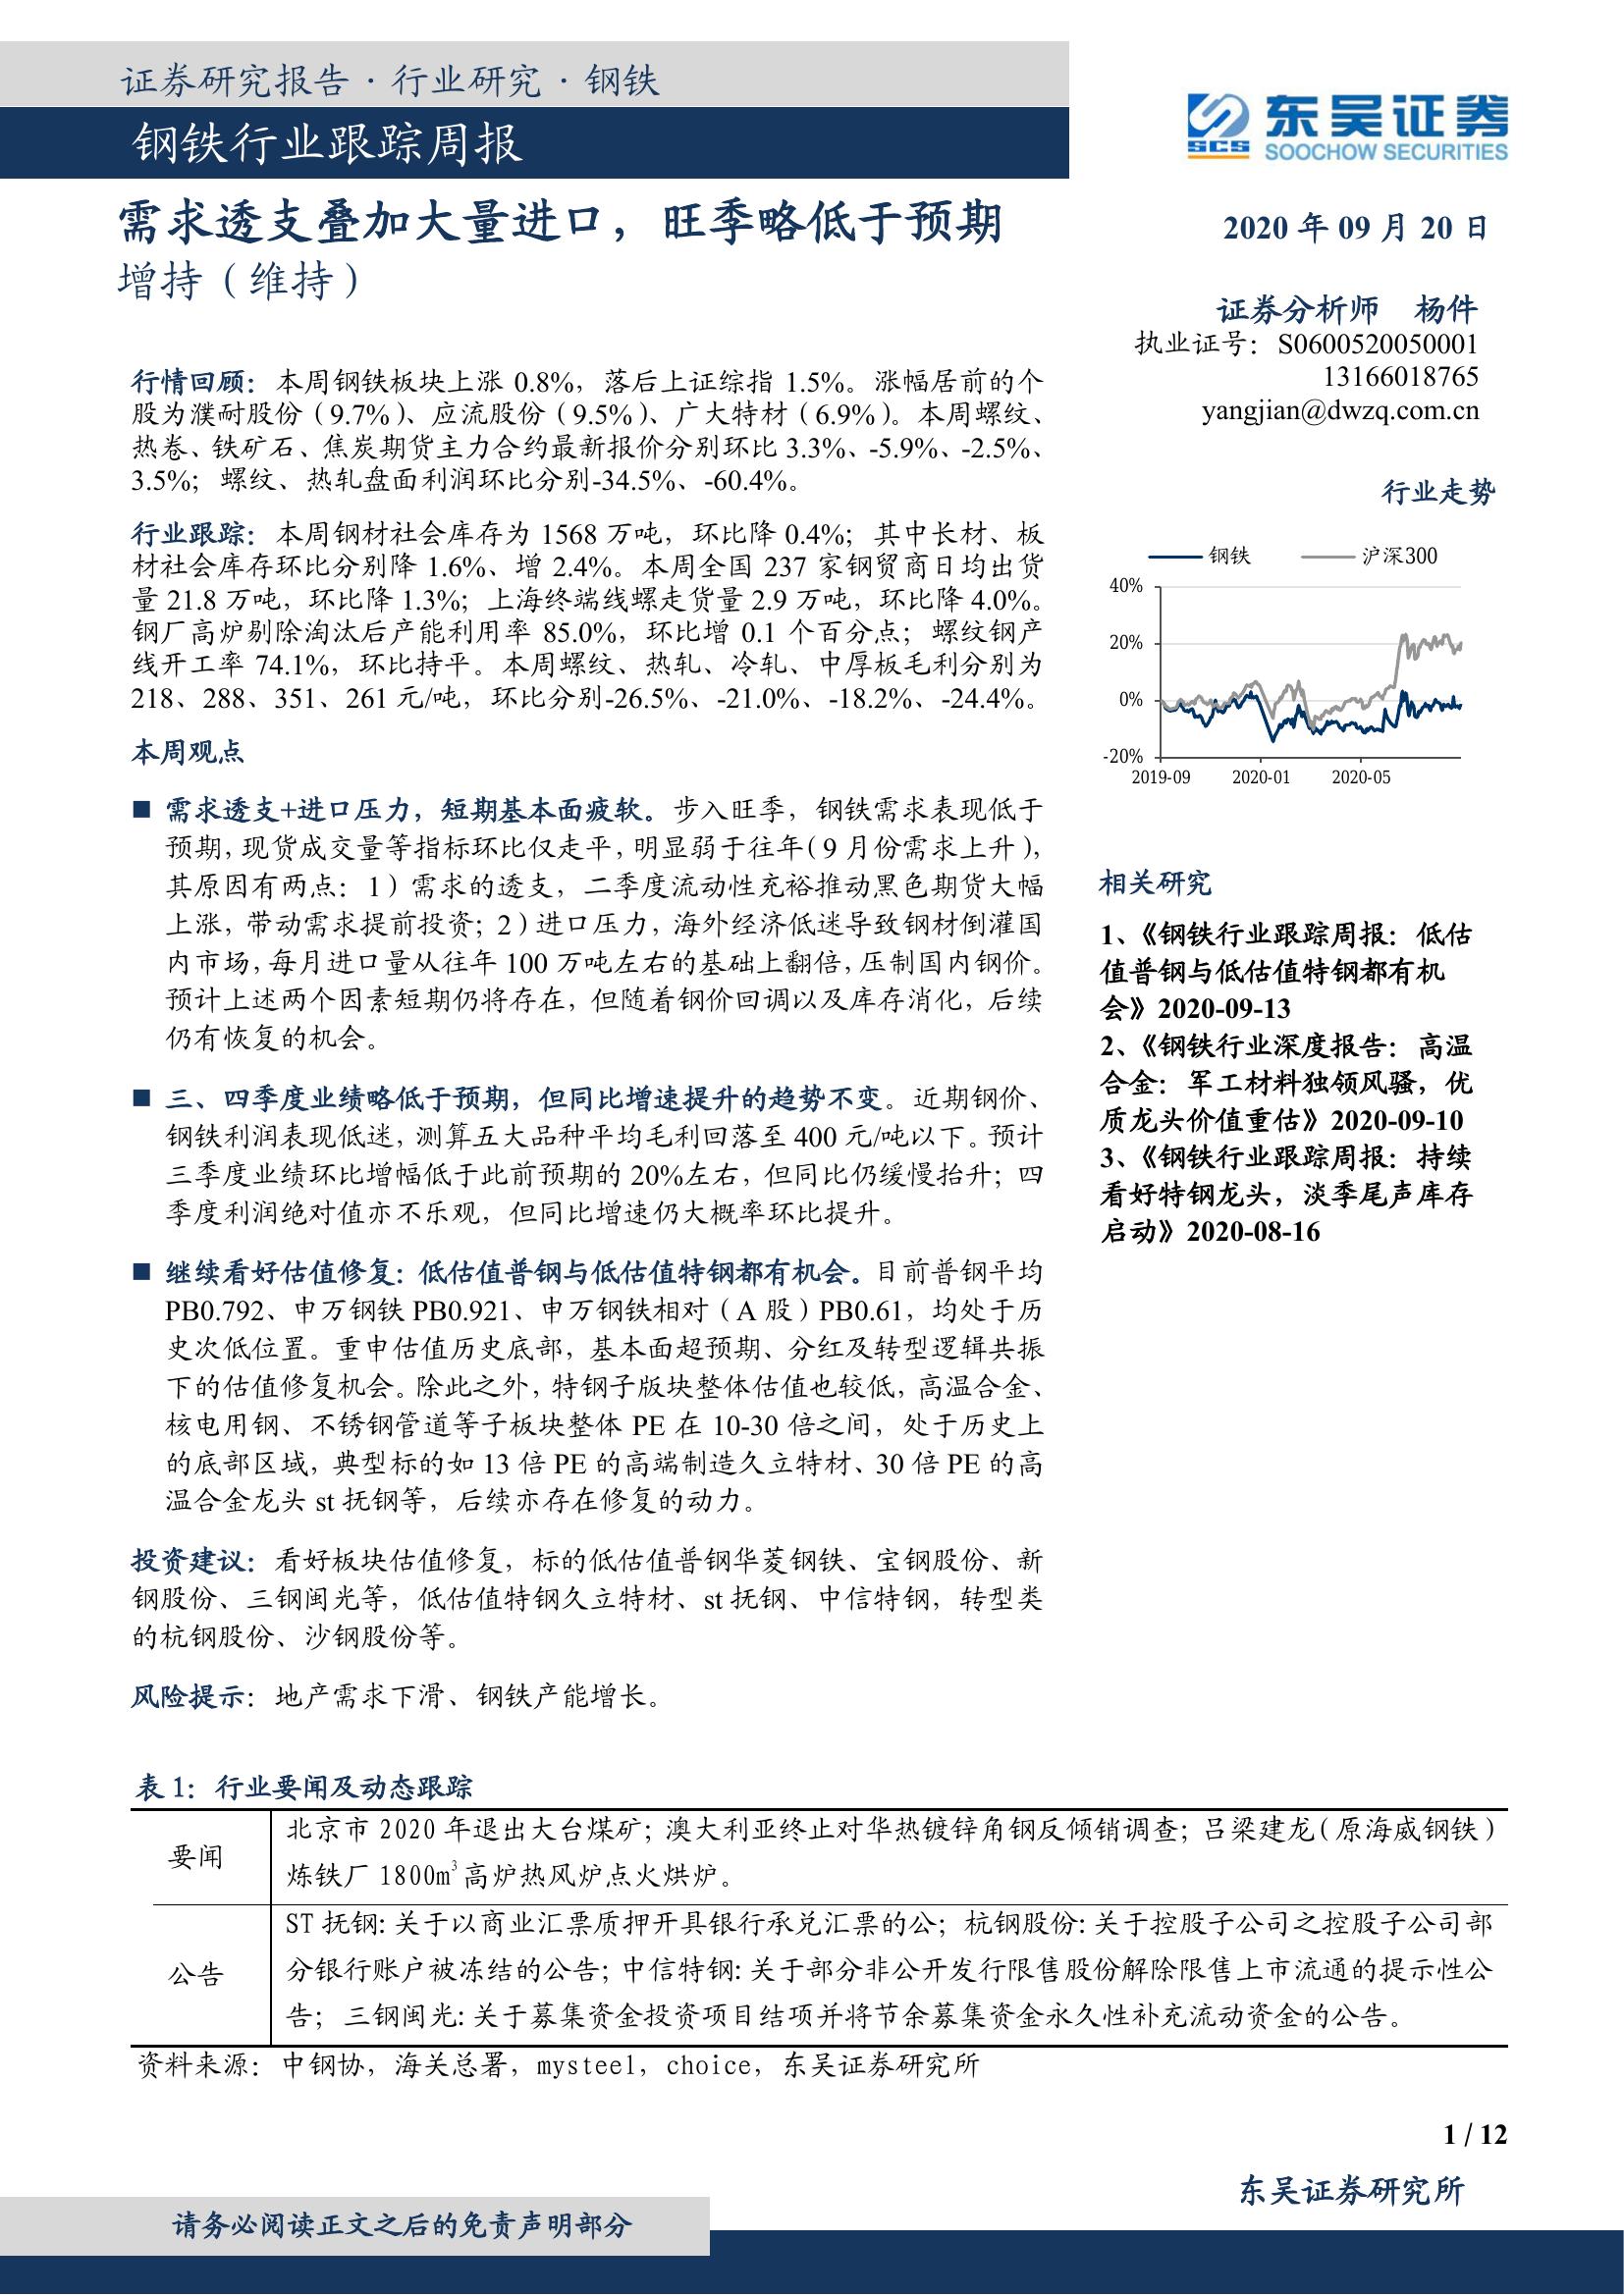 证券研究报告 · 行业研究 · 钢铁
钢铁行业跟踪周报
东吴证券
SCS
SOOCHOW SECURITIES
需求透支叠加大量进口，旺季略低于预期
增持（维持）
2020 年 09 月 20 日
证券分析师 杨件
执业证号：S0600520050001
13166018765
yangjian@dwzq.com.cn
行情回顾：本周钢铁板块上涨 0.8%，落后上证综指 1.5%。涨幅居前的个
股为濮耐股份（9.7%）、应流股份（9.5%）、广大特材（6.9%）。本周螺纹、
热卷、铁矿石、焦炭期货主力合约最新报价分别环比 3.3%、-5.9%、-2.5%、
3.5%；螺纹、热轧盘面利润环比分别-34.5%、-60.4%。
行业跟踪：本周钢材社会库存为 1568 万吨，环比降 0.4%；其中长材、板
材社会库存环比分别降 1.6%、增 2.4%。本周全国 237 家钢贸商日均出货
量 21.8 万吨，环比降 1.3%；上海终端线螺走货量 2.9 万吨，环比降 4.0%。
钢厂高炉剔除淘汰后产能利用率 85.0%，环比增 0.1 个百分点；螺纹钢产
线开工率 74.1%，环比持平。本周螺纹、热轧、冷轧、中厚板毛利分别为
218、288、351、261 元/吨，环比分别-26.5%、-21.0%、-18.2%、-24.4%。
本周观点
■ 需求透支+进口压力，短期基本面疲软。步入旺季，钢铁需求表现低于
预期，现货成交量等指标环比仅走平，明显弱于往年（9 月份需求上升），
其原因有两点：1）需求的透支，二季度流动性充裕推动黑色期货大幅
上涨，带动需求提前投资；2）进口压力，海外经济低迷导致钢材倒灌国
内市场，每月进口量从往年 100 万吨左右的基础上翻倍，压制国内钢价。
预计上述两个因素短期仍将存在，但随着钢价回调以及库存消化，后续
仍有恢复的机会。
■ 三、四季度业绩略低于预期，但同比增速提升的趋势不变。近期钢价、
钢铁利润表现低迷，测算五大品种平均毛利回落至 400 元/吨以下。预计
三季度业绩环比增幅低于此前预期的 20%左右，但同比仍缓慢抬升；四
季度利润绝对值亦不乐观，但同比增速仍大概率环比提升。
■ 继续看好估值修复：低估值普钢与低估值特钢都有机会。目前普钢平均
PB0.792、申万钢铁 PB0.921、申万钢铁相对（A 股）PB0.61，均处于历
史次低位置。重申估值历史底部，基本面超预期、分红及转型逻辑共振
下的估值修复机会。除此之外，特钢子版块整体估值也较低，高温合金、
核电用钢、不锈钢管道等子板块整体 PE 在 10-30 倍之间，处于历史上
的底部区域，典型标的如 13 倍 PE 的高端制造久立特材、30 倍 PE 的高
温合金龙头 st 抚钢等，后续亦存在修复的动力。
投资建议：看好板块估值修复，标的低估值普钢华菱钢铁、宝钢股份、新
钢股份、三钢闽光等，低估值特钢久立特材、st 抚钢、中信特钢，转型类
的杭钢股份、沙钢股份等。
风险提示：地产需求下滑、钢铁产能增长。
行业走势
钢铁 沪深300
40%
20%
0%
-20%
2019-09 2020-01 2020-05
相关研究
1、《钢铁行业跟踪周报：低估
值普钢与低估值特钢都有机
会》2020-09-13
2、《钢铁行业深度报告：高温
合金：军工材料独领风骚，优
质龙头价值重估》2020-09-10
3、《钢铁行业跟踪周报：持续
看好特钢龙头，淡季尾声库存
启动》2020-08-16
表 1：行业要闻及动态跟踪
要闻
北京市 2020 年退出大台煤矿；澳大利亚终止对华热镀锌角钢反倾销调查；吕梁建龙（原海威钢铁）
炼铁厂 1800m³高炉热风炉点火烘炉。
公告
ST 抚钢：关于以商业汇票质押开具银行承兑汇票的公；杭钢股份：关于控股子公司之控股子公司部
分银行账户被冻结的公告；中信特钢：关于部分非公开发行限售股份解除限售上市流通的提示性公
告；三钢闽光：关于募集资金投资项目结项并将节余募集资金永久性补充流动资金的公告。
资料来源：中钢协，海关总署，mysteel，choice，东吴证券研究所
1 / 12
东吴证券研究所
请务必阅读正文之后的免责声明部分